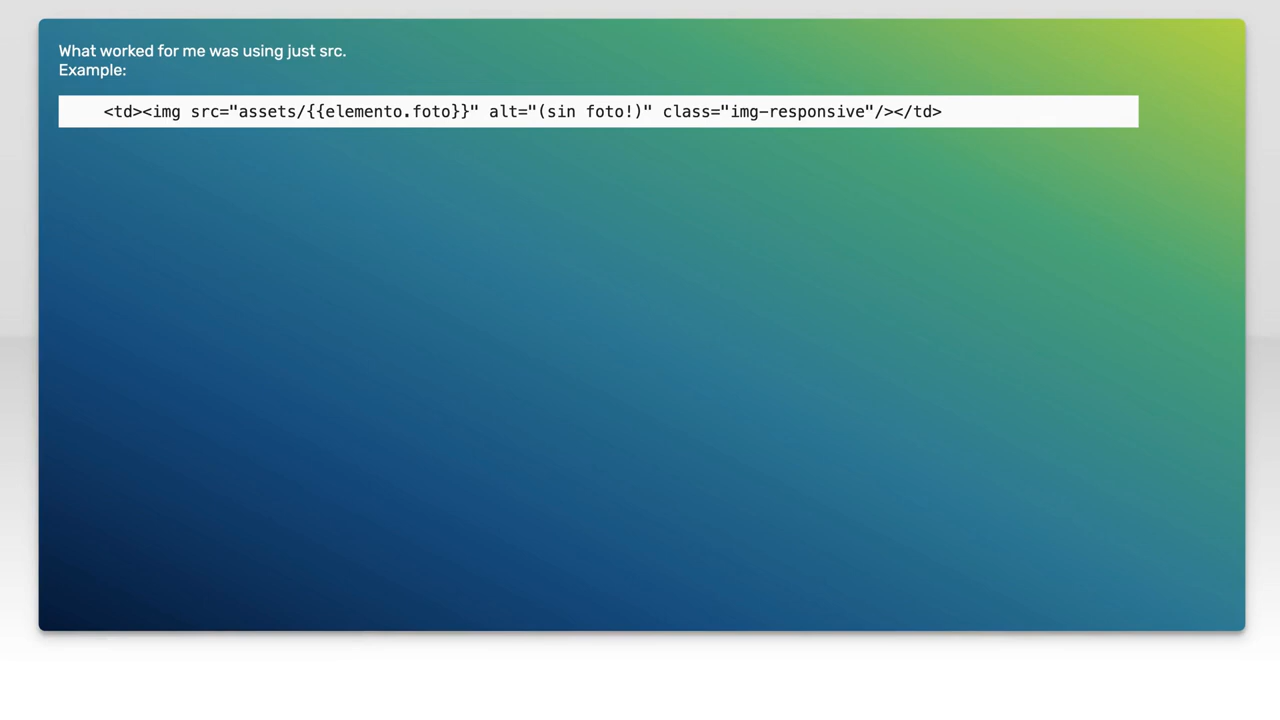 What worked for me was using just src.
Example:
<td><img src="assets/{{elemento.foto}}" alt="(sin foto!)" class="img-responsive"/></td>